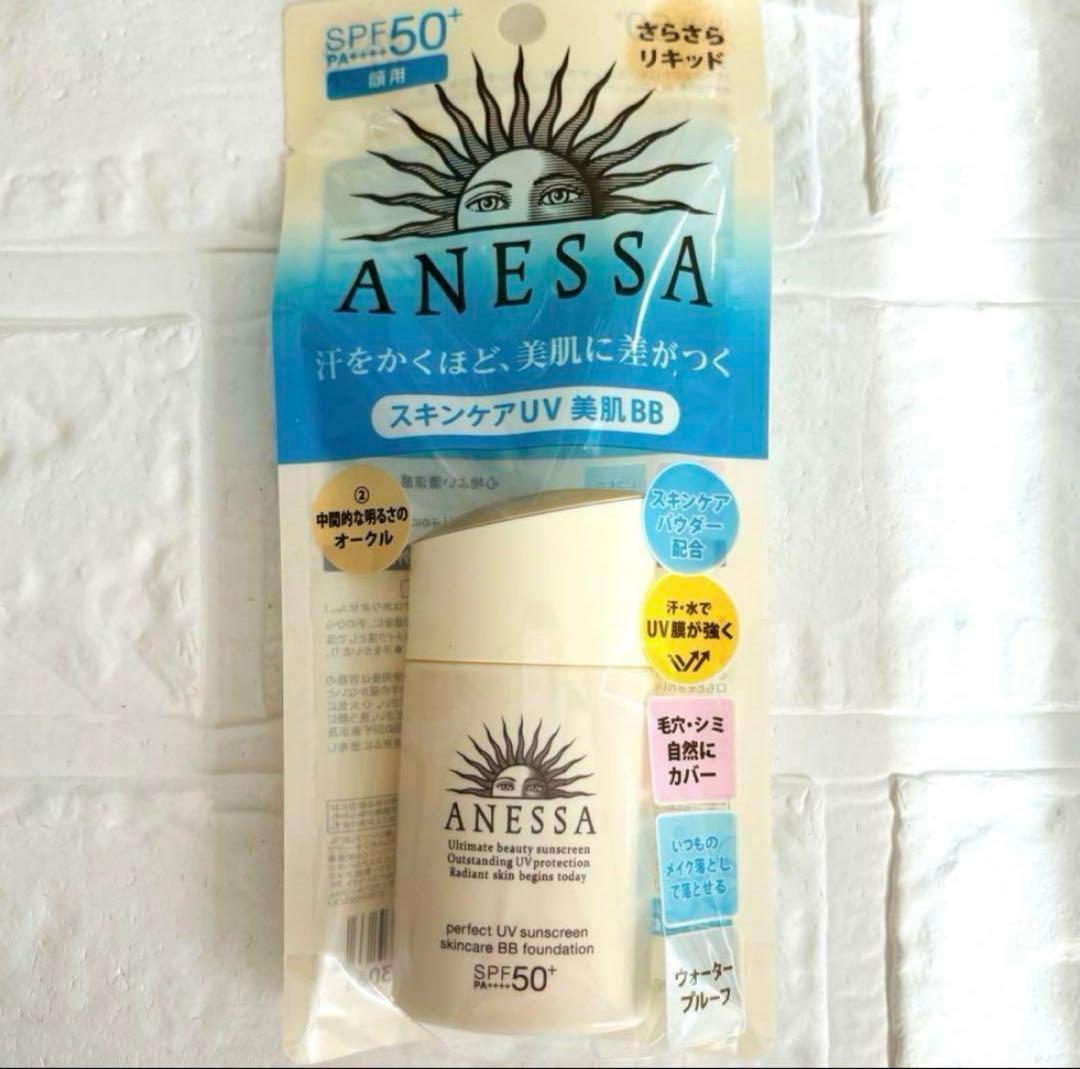 SPF50+
PA++++
顔用
さらさら
リキッド
ANESSA
汗をかくほど、美肌に差がつく
スキンケアUV 美肌BB
②
中間的な明るさの
オークル
スキンケア
パウダー
配合
汗・水で
UV膜が強く
毛穴・シミ
自然に
カバー
いつもの
メイク落とし
で落とせる
ウォーター
プルーフ
ANESSA
Ultimate beauty sunscreen
Outstanding UV protection
Radiant skin begins today
perfect UV sunscreen
skincare BB foundation
SPF50+
PA++++